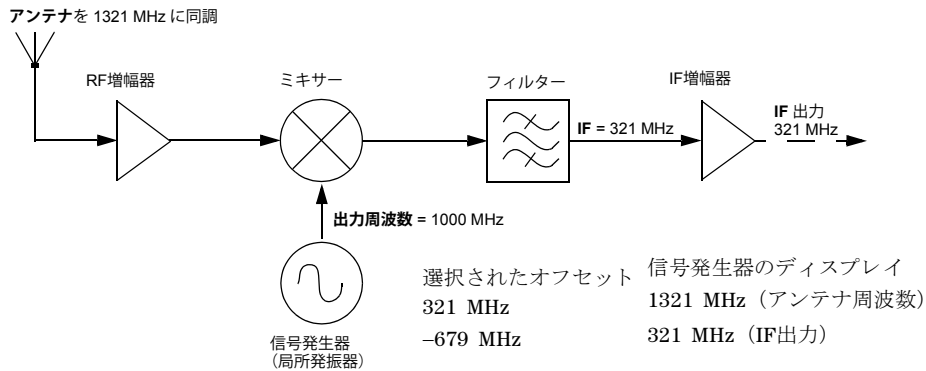 アンテナを 1321 MHz に同調
RF増幅器
ミキサー
フィルター
IF増幅器
IF = 321 MHz
IF 出力
321 MHz
出力周波数 = 1000 MHz
信号発生器
（局所発振器）
選択されたオフセット
321 MHz
–679 MHz
信号発生器のディスプレイ
1321 MHz（アンテナ周波数）
321 MHz（IF出力）